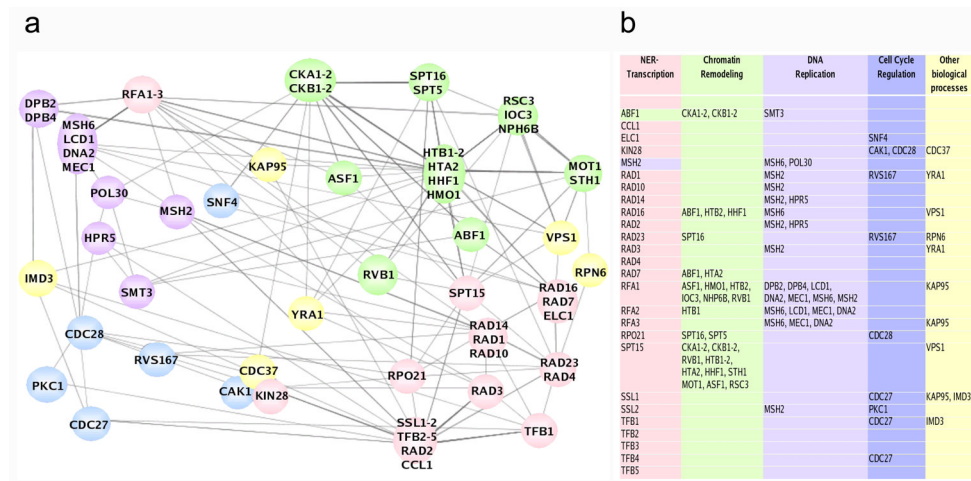 a
b
CKA1-2
CKB1-2
SPT16
SPT5
RFA1-3
DPB2
DPB4
RSC3
IOC3
NPH6B
MSH6
LCD1
DNA2
MEC1
HTB1-2
HTA2
HHF1
HMO1
KAP95
ASF1
MOT1
STH1
POL30
SNF4
MSH2
HPR5
ABF1
VPS1
RVB1
RPN6
IMD3
SMT3
SPT15
RAD16
RAD7
ELC1
YRA1
CDC28
RAD14
RAD1
RAD10
RVS167
RAD23
RAD4
CDC37
RPO21
PKC1
CAK1
KIN28
RAD3
CDC27
SSL1-2
TFB2-5
RAD2
CCL1
TFB1
NER- Chromatin DNA Cell Cycle Other
Transcription Remodeling Replication Regulation biological
processes
ABF1 CKA1-2, CKB1-2 SMT3
CCL1
ELC1 SNF4
KIN28 CAK1, CDC28 CDC37
MSH2 MSH6, POL30
RAD1 MSH2 RVS167 YRA1
RAD10 MSH2
RAD14 MSH2, HPR5
RAD16 ABF1, HTB2, HHF1 MSH6 VPS1
RAD2 MSH2, HPR5
RAD23 SPT16 RVS167 RPN6
RAD3 MSH2 YRA1
RAD4
RAD7 ABF1, HTA2
RFA1 ASF1, HMO1, HTB2, DPB2, DPB4, LCD1, KAP95
IOC3, NHP6B, RVB1 DNA2, MEC1, MSH6, MSH2
RFA2 HTB1 MSH6, LCD1, MEC1, DNA2
RFA3 MSH6, MEC1, DNA2 KAP95
RPO21 SPT16, SPT5 CDC28
SPT15 CKA1-2, CKB1-2, VPS1
RVB1, HTB1-2,
HTA2, HHF1, STH1
MOT1, ASF1, RSC3
SSL1 CDC27 KAP95, IMD3
SSL2 MSH2 PKC1
TFB1 CDC27 IMD3
TFB2
TFB3
TFB4 CDC27
TFB5